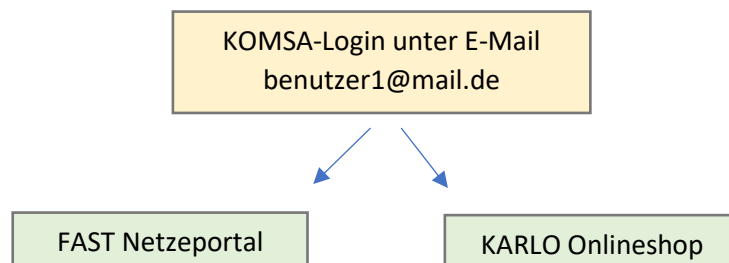 KOMSA-Login unter E-Mail
benutzer1@mail.de
FAST Netzeportal
KARLO Onlineshop